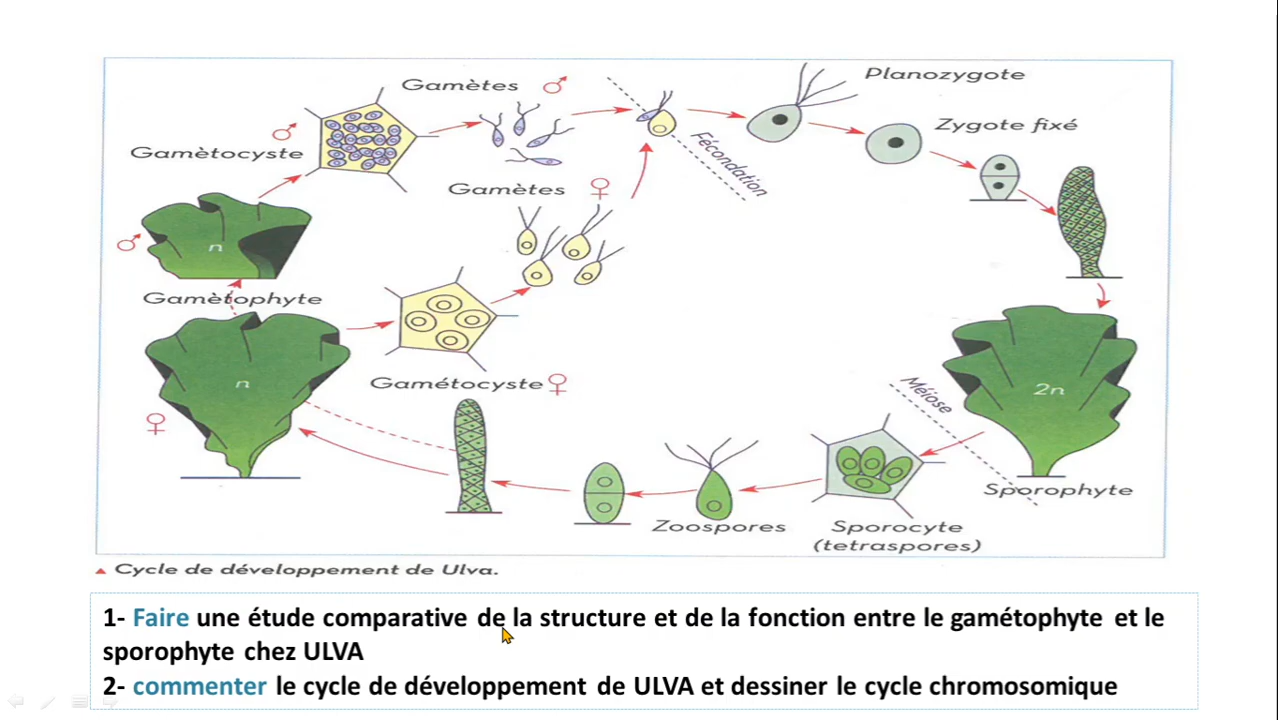 Gamètes ♂
Planozygote
♂
Gamètocyste
Zygote fixé
Fécondation
Gamètes ♀
♂
n
Gamètophyte
n
Gamétocyste ♀
♀
Méiose
2n
Sporophyte
Zoospores
Sporocyte
(tetraspores)
▲ Cycle de développement de Ulva.
1- Faire une étude comparative de la structure et de la fonction entre le gamétophyte et le
sporophyte chez ULVA
2- commenter le cycle de développement de ULVA et dessiner le cycle chromosomique